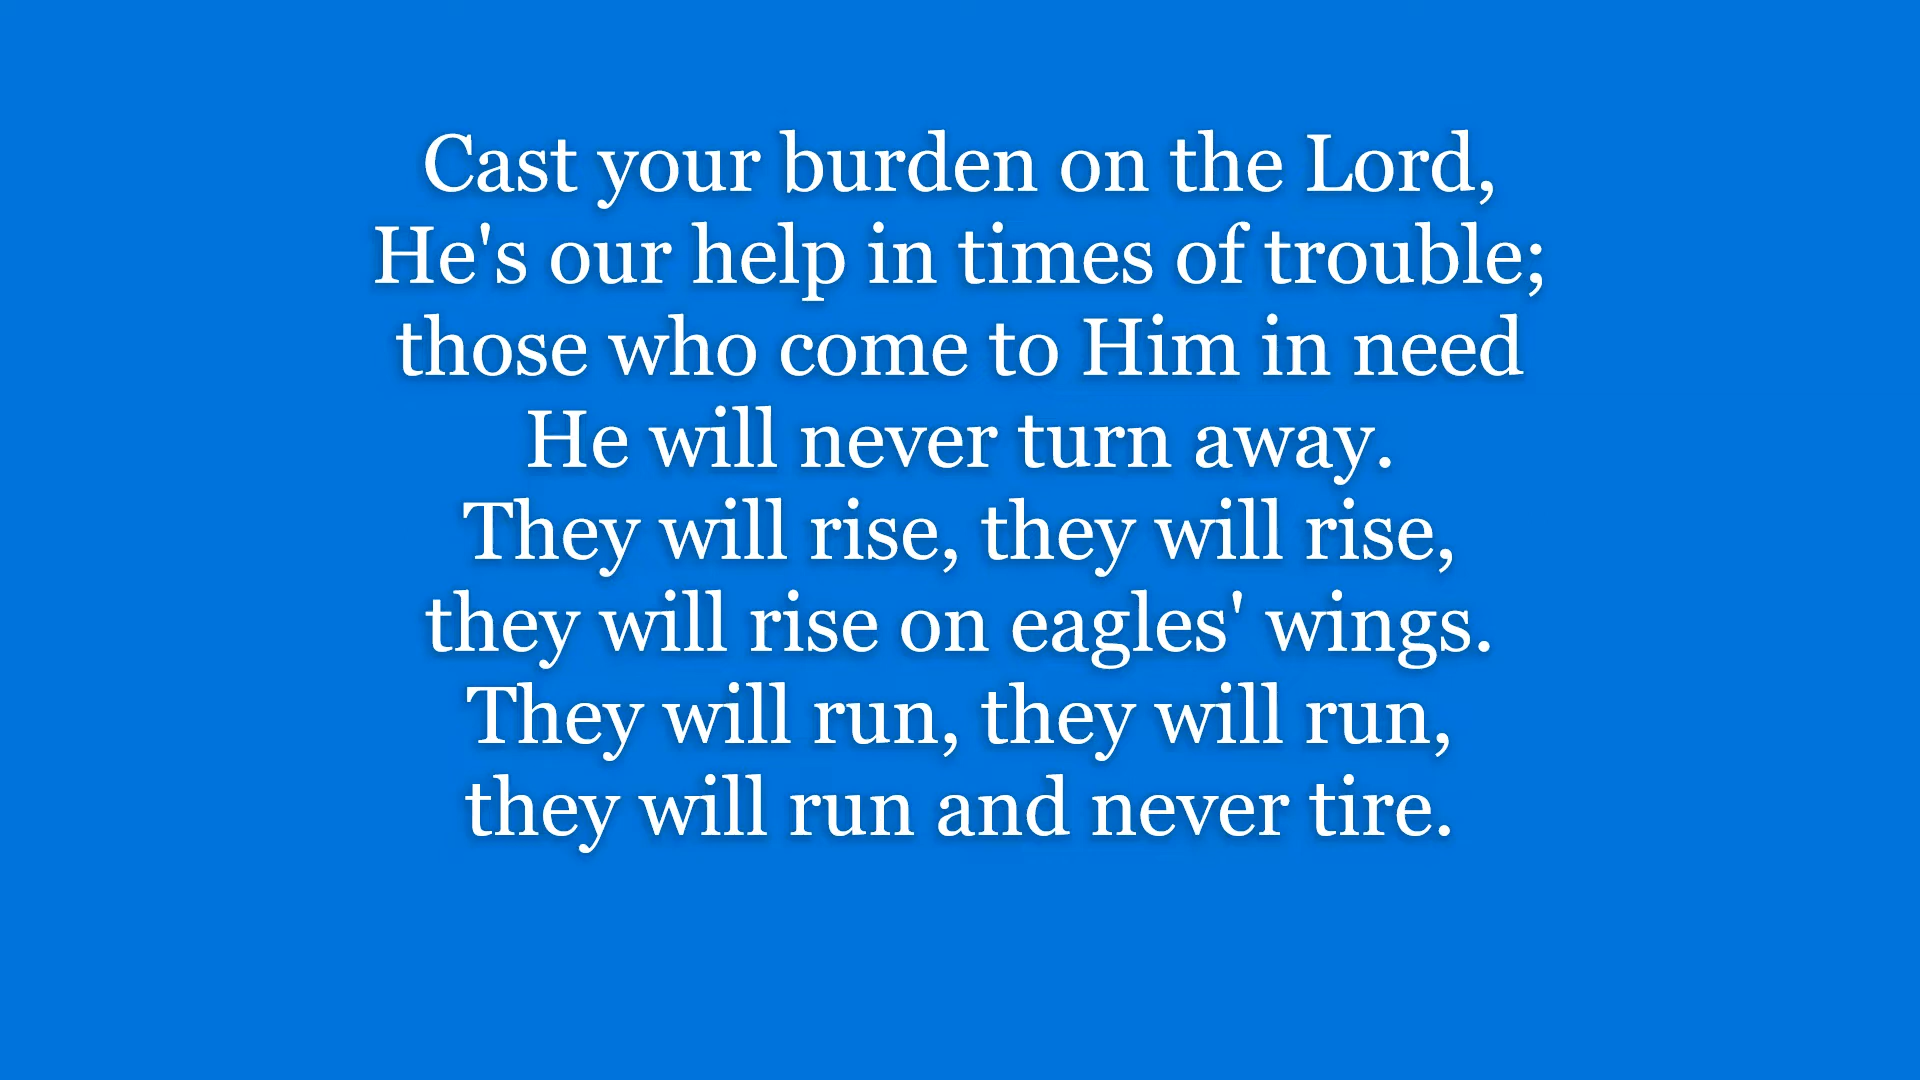 Cast your burden on the Lord,
He's our help in times of trouble;
those who come to Him in need
He will never turn away.
They will rise, they will rise,
they will rise on eagles' wings.
They will run, they will run,
they will run and never tire.